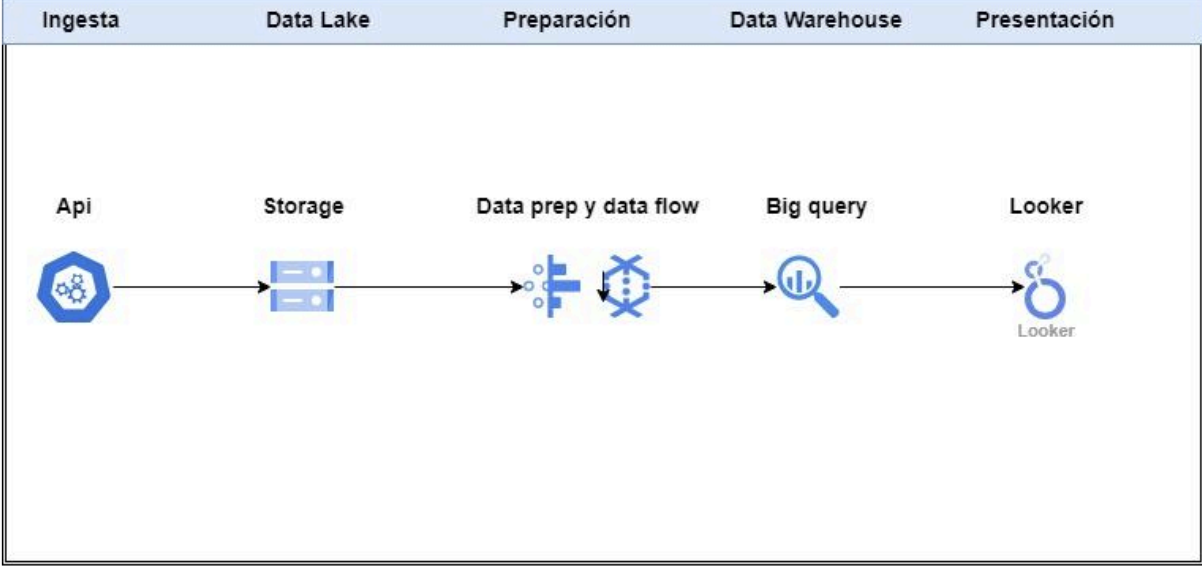 Ingesta
Data Lake
Preparación
Data Warehouse
Presentación
Api
Storage
Data prep y data flow
Big query
Looker
Looker